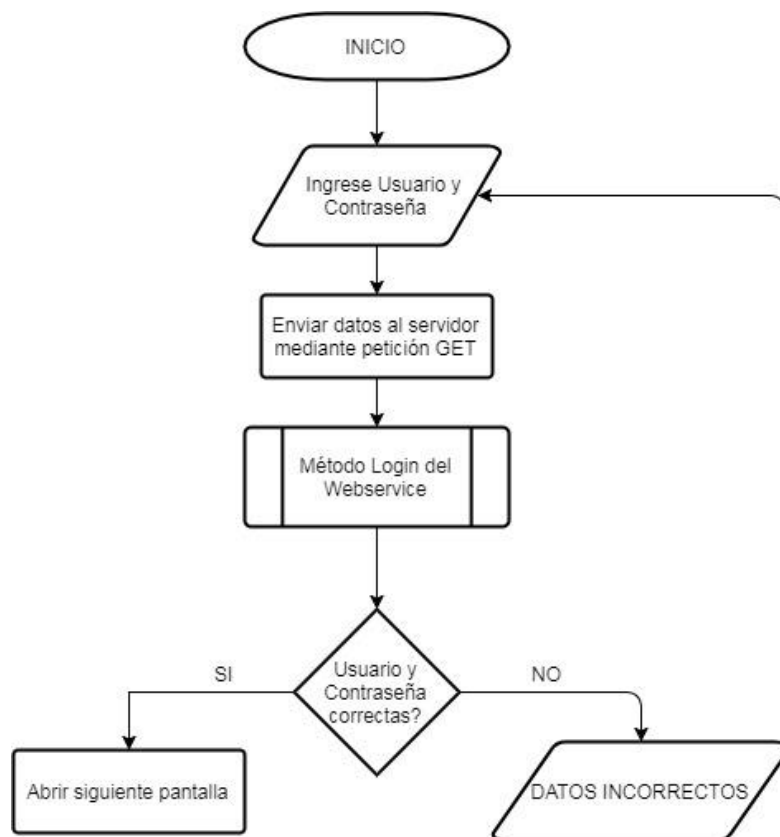 INICIO
Ingrese Usuario y
Contraseña
Enviar datos al servidor
mediante petición GET
Método Login del
Webservice
Usuario y
Contraseña
correctas?
SI
NO
Abrir siguiente pantalla
DATOS INCORRECTOS